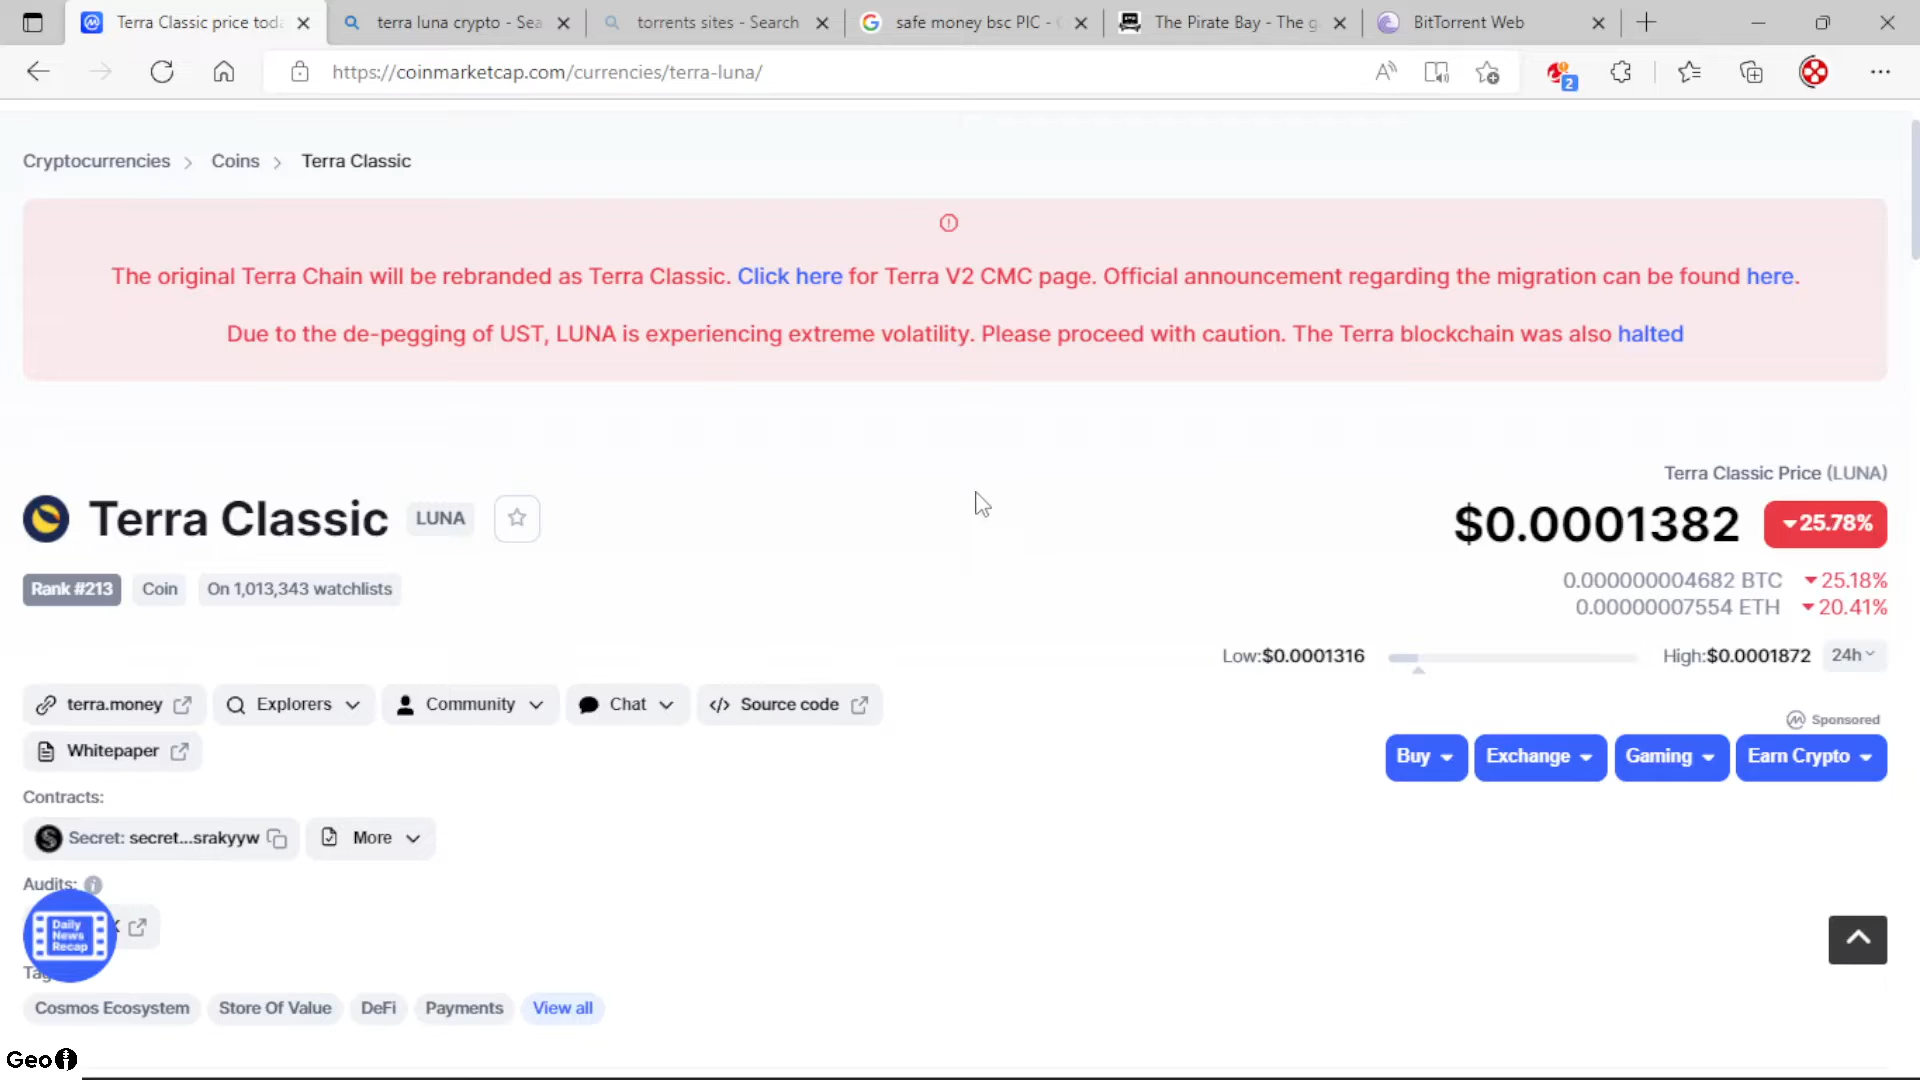 Terra Classic price toda
terra luna crypto - Sea
torrents sites - Search
safe money bsc PIC -
The Pirate Bay - The g
BitTorrent Web
https://coinmarketcap.com/currencies/terra-luna/
2
Cryptocurrencies > Coins > Terra Classic
The original Terra Chain will be rebranded as Terra Classic. Click here for Terra V2 CMC page. Official announcement regarding the migration can be found here.
Due to the de-pegging of UST, LUNA is experiencing extreme volatility. Please proceed with caution. The Terra blockchain was also halted
Terra Classic Price (LUNA)
Terra Classic LUNA
$0.0001382 25.78%
Rank #213 Coin On 1,013,343 watchlists
0.000000004682 BTC 25.18%
0.00000007554 ETH 20.41%
Low:$0.0001316 High:$0.0001872 24h
terra.money Explorers Community Chat </> Source code
Sponsored
Whitepaper
Buy Exchange Gaming Earn Crypto
Contracts:
Secret: secret...srakyyw More
Audits:
Daily
News
Recap
Cosmos Ecosystem Store Of Value DeFi Payments View all
Geo